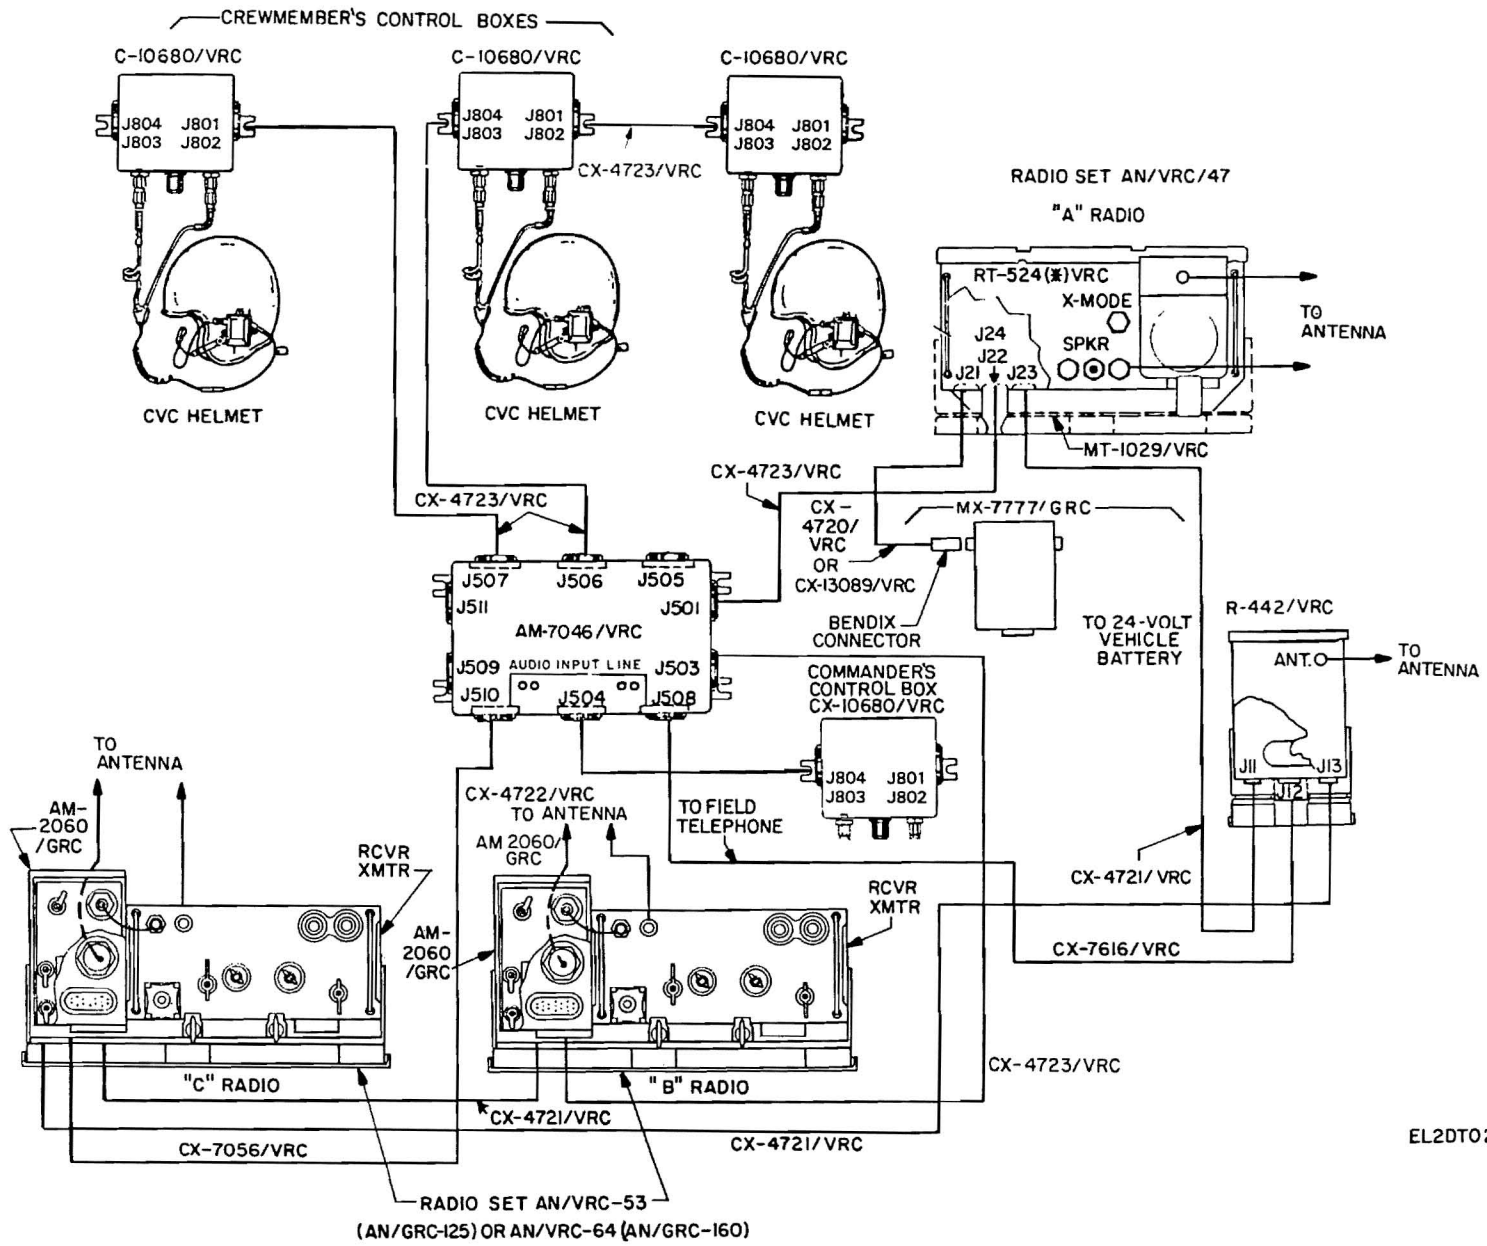 CREWMEMBER'S CONTROL BOXES
C-10680/VRC
C-10680/VRC
C-10680/VRC
J804 J801
J803 J802
J804 J801
J803 J802
J804 J801
J803 J802
CX-4723/VRC
CVC HELMET
CVC HELMET
CVC HELMET
RADIO SET AN/VRC/47
"A" RADIO
RT-524(*)VRC
X-MODE
SPKR
J24
J22
J21
J23
TO
ANTENNA
MT-1029/VRC
CX-4723/VRC
CX-4723/VRC
CX-
4720/
VRC
OR
CX-13089/VRC
MX-7777/GRC
BENDIX
CONNECTOR
TO 24-VOLT
VEHICLE
BATTERY
R-442/VRC
ANT.
TO
ANTENNA
J11
J12
J13
J507
J506
J505
J511
J501
AM-7046/VRC
J509
AUDIO INPUT LINE
J503
J510
J504
J508
COMMANDER'S
CONTROL BOX
CX-10680/VRC
J804 J801
J803 J802
TO FIELD
TELEPHONE
CX-4722/VRC
TO ANTENNA
TO
ANTENNA
AM-
2060
/GRC
RCVR
XMTR
AM 2060/
GRC
AM-
2060
/GRC
RCVR
XMTR
CX-4721/VRC
CX-7616/VRC
CX-4723/VRC
"C" RADIO
"B" RADIO
CX-4721/VRC
CX-4721/VRC
CX-7056/VRC
RADIO SET AN/VRC-53
(AN/GRC-125) OR AN/VRC-64 (AN/GRC-160)
EL2DT02